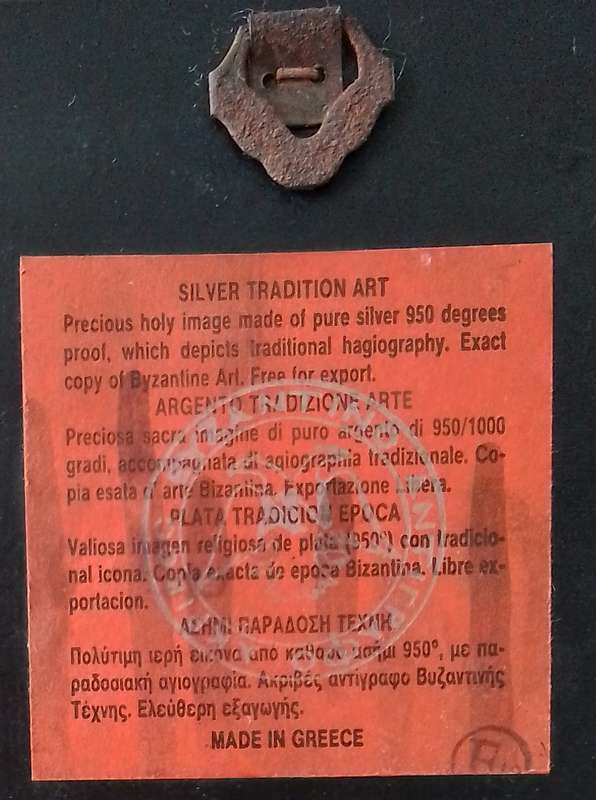 SILVER TRADITION ART
Precious holy image made of pure silver 950 degrees
proof, which depicts traditional hagiography. Exact
copy of Byzantine Art. Free for export.
ARGENTO TRADIZIONE ARTE
Preciosa sacra imagine di puro argento di 950/1000
gradi, accompagnata di agiographia tradizionale. Co-
pia esata d' arte Bizantina. Exportazione Libera.
PLATA TRADICION EPOCA
Valiosa imagen religiosa de plata (950º) con tradicio-
nal icona. Copia exacta de epoca Bizantina. Libre ex-
portacion.
ΑΣΗΜΙ ΠΑΡΑΔΟΣΗ ΤΕΧΝΗ
Πολύτιμη ιερή εικόνα απο καθαρό ασήμι 950°, με πα-
ραδοσιακή αγιογραφία. Ακριβές αντίγραφο Βυζαντινής
Τέχνης. Ελεύθερη εξαγωγής.
MADE IN GREECE